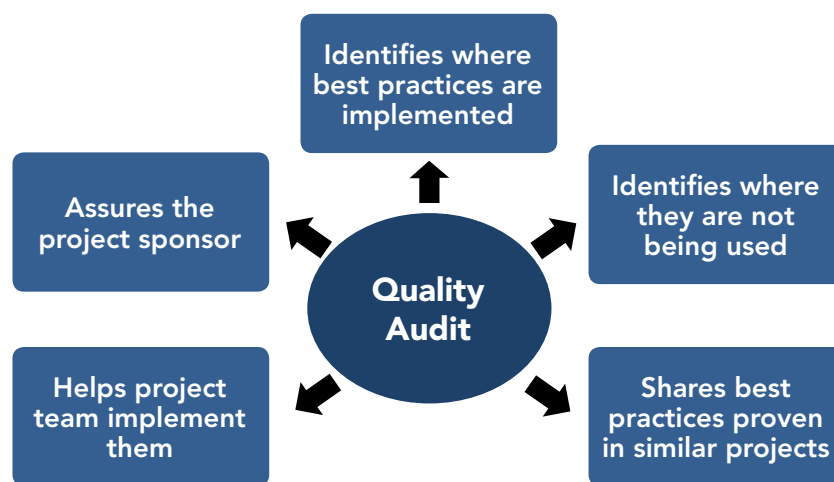 Identifies where
best practices are
implemented
Assures the
project sponsor
Identifies where
they are not
being used
Quality
Audit
Helps project
team implement
them
Shares best
practices proven
in similar projects